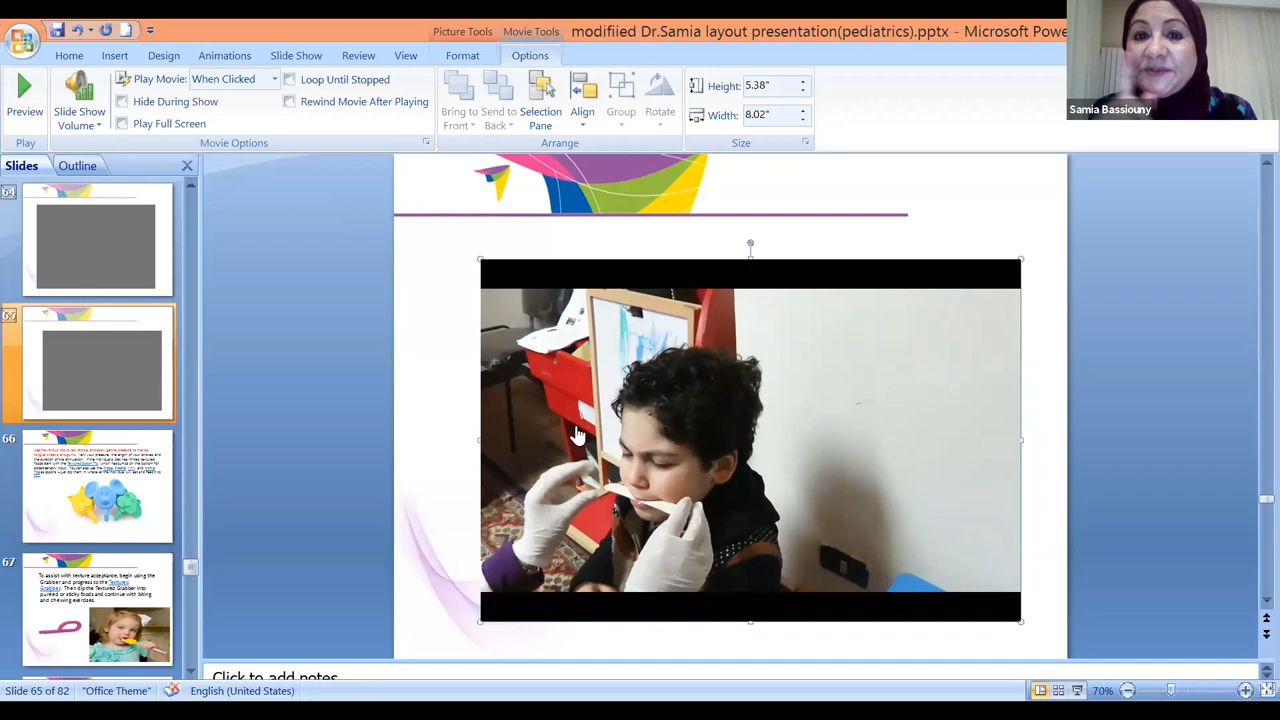 Picture Tools
Movie Tools
modifiied Dr.Samia layout presentation(pediatrics).pptx - Microsoft Powe
Home Insert Design Animations Slide Show Review View Format Options
Preview
Slide Show Volume
Play Movie: When Clicked
Hide During Show
Play Full Screen
Loop Until Stopped
Rewind Movie After Playing
Bring to Front
Send to Back
Selection Pane
Align
Group
Rotate
Height: 5.38"
Width: 8.02"
Play
Movie Options
Arrange
Size
Samia Bassiouny
Slides Outline
64
65
66
67
To assist with texture acceptance, begin using the
Grabber and progress to the Textured
Grabber. Then dip the Textured Grabber into
puréed or sticky foods and continue with biting
and chewing exercises.
Click to add notes
Slide 65 of 82
"Office Theme"
English (United States)
70%